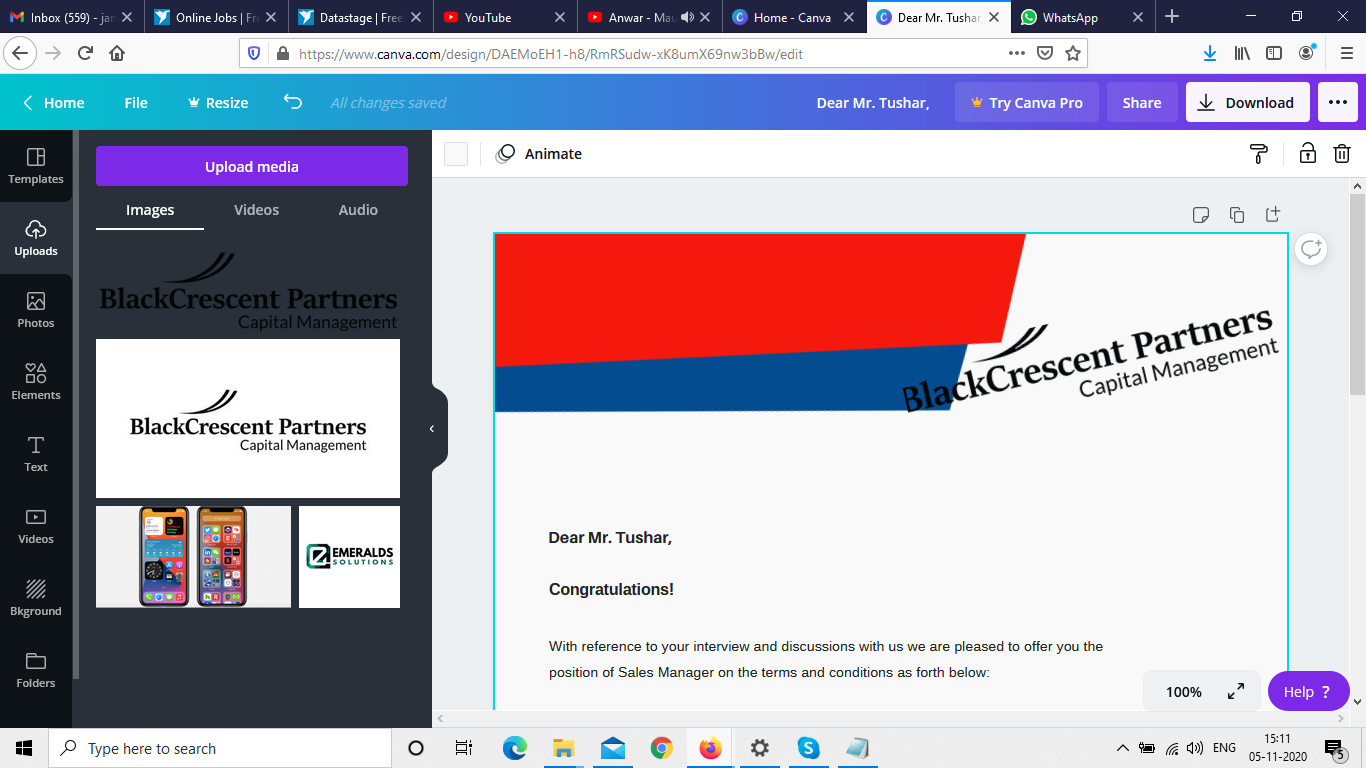 Inbox (559) - jan
Online Jobs | Fre
Datastage | Free
YouTube
Anwar - Mau
Home - Canva
Dear Mr. Tushar,
WhatsApp
https://www.canva.com/design/DAEMoEH1-h8/RmRSudw-xK8umX69nw3bBw/edit
Home
File
Resize
All changes saved
Dear Mr. Tushar,
Try Canva Pro
Share
Download
Templates
Uploads
Photos
Elements
Text
Videos
Bkground
Folders
Upload media
Images
Videos
Audio
BlackCrescent Partners
Capital Management
BlackCrescent Partners
Capital Management
EMERALDS
SOLUTIONS
Animate
BlackCrescent Partners
Capital Management
Dear Mr. Tushar,
Congratulations!
With reference to your interview and discussions with us we are pleased to offer you the
position of Sales Manager on the terms and conditions as forth below:
100%
Help ?
Type here to search
ENG
15:11
05-11-2020
5